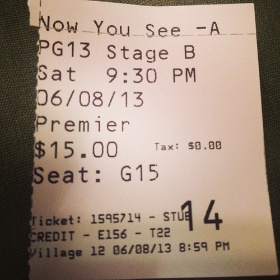 Now You See -A
PG13 Stage B
Sat 9:30 PM
06/08/13
Premier
$15.00 Tax: $0.00
Seat: G15
Ticket: 1595714 - STUB 14
CREDIT - E156 - T22
Village 12 06/08/13 8:59 PM